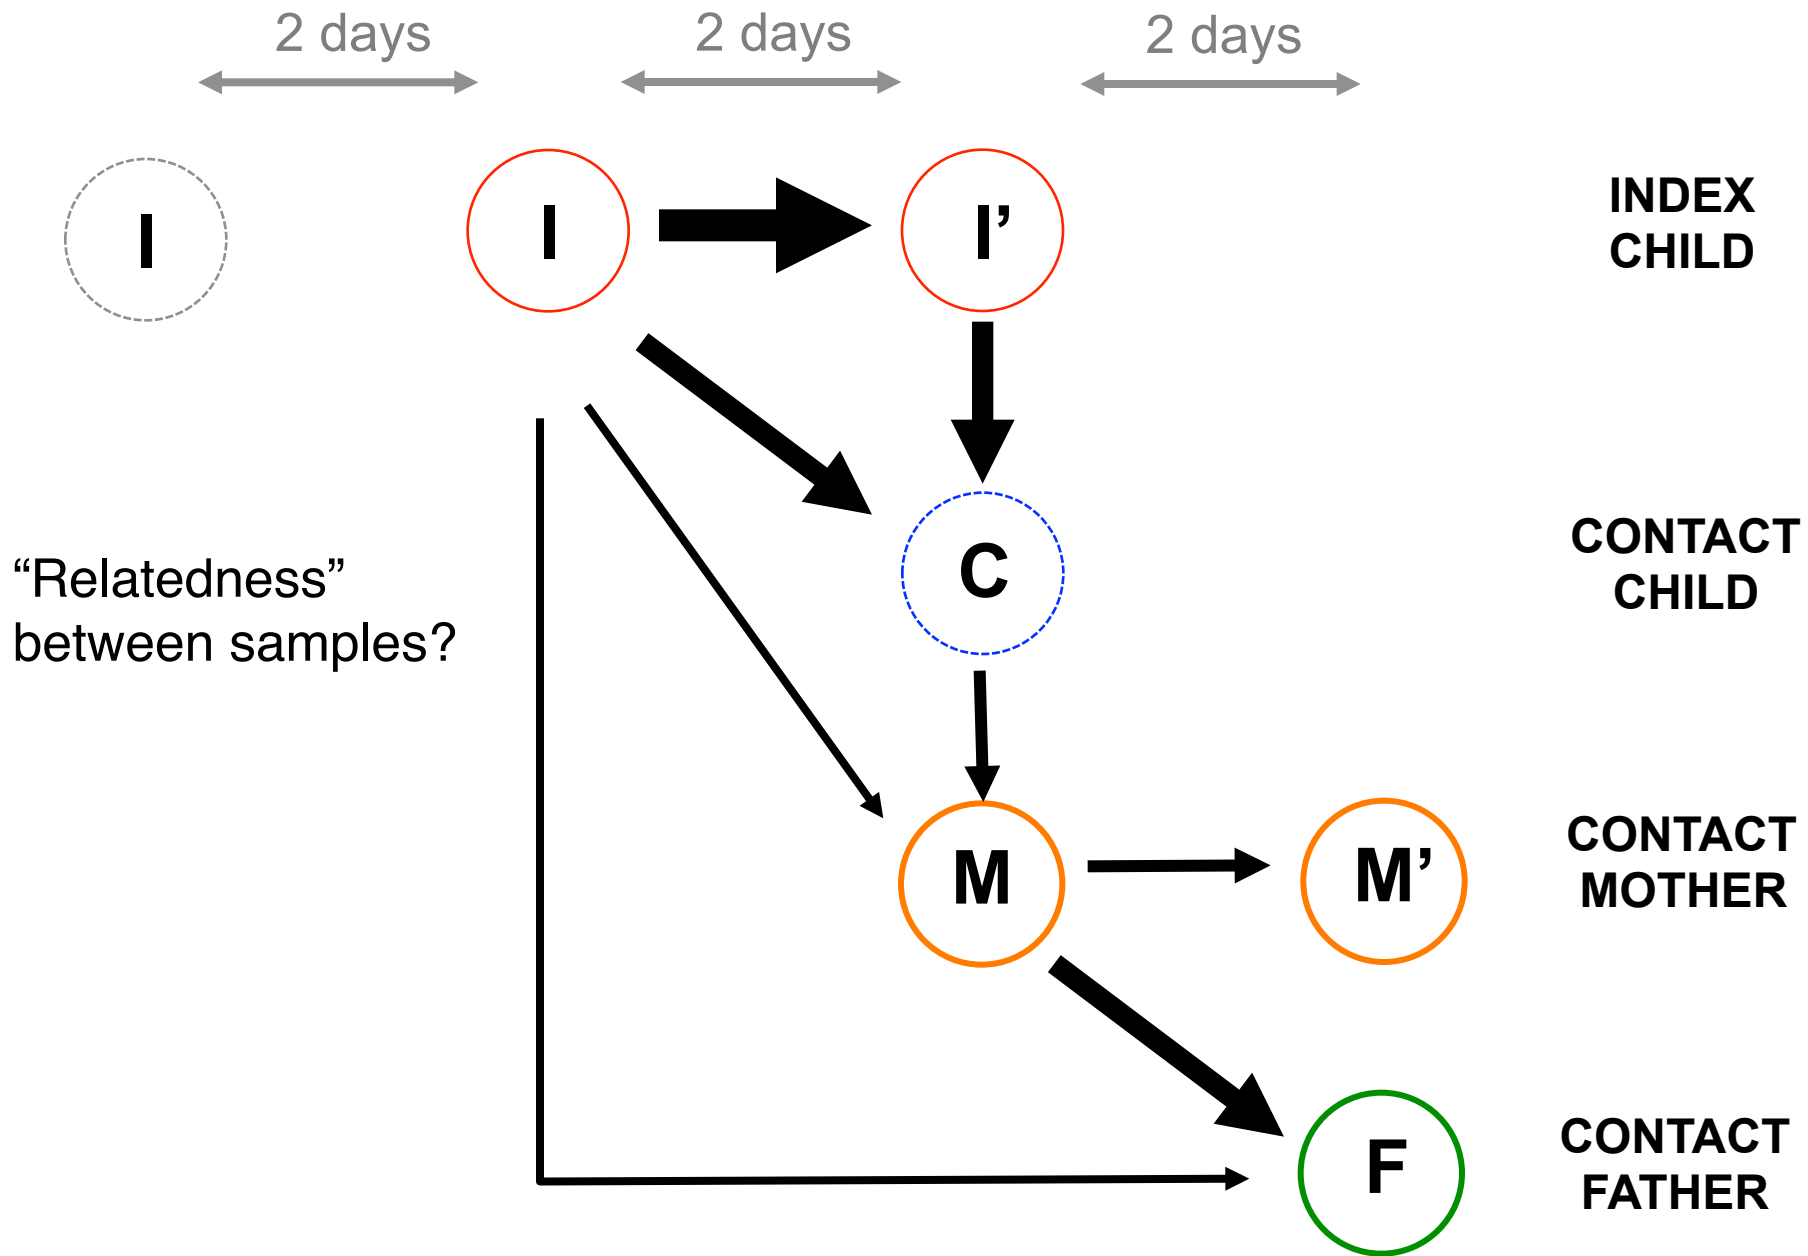 2 days
2 days
2 days
I
I
I’
INDEX
CHILD
“Relatedness”
between samples?
C
CONTACT
CHILD
M
M’
CONTACT
MOTHER
F
CONTACT
FATHER